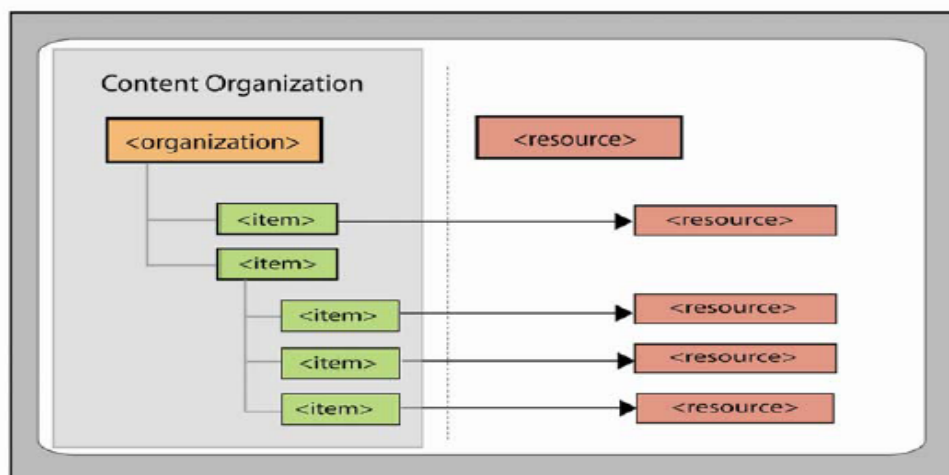 Content Organization
<organization>
<resource>
<item>
<resource>
<item>
<item>
<resource>
<item>
<resource>
<item>
<resource>